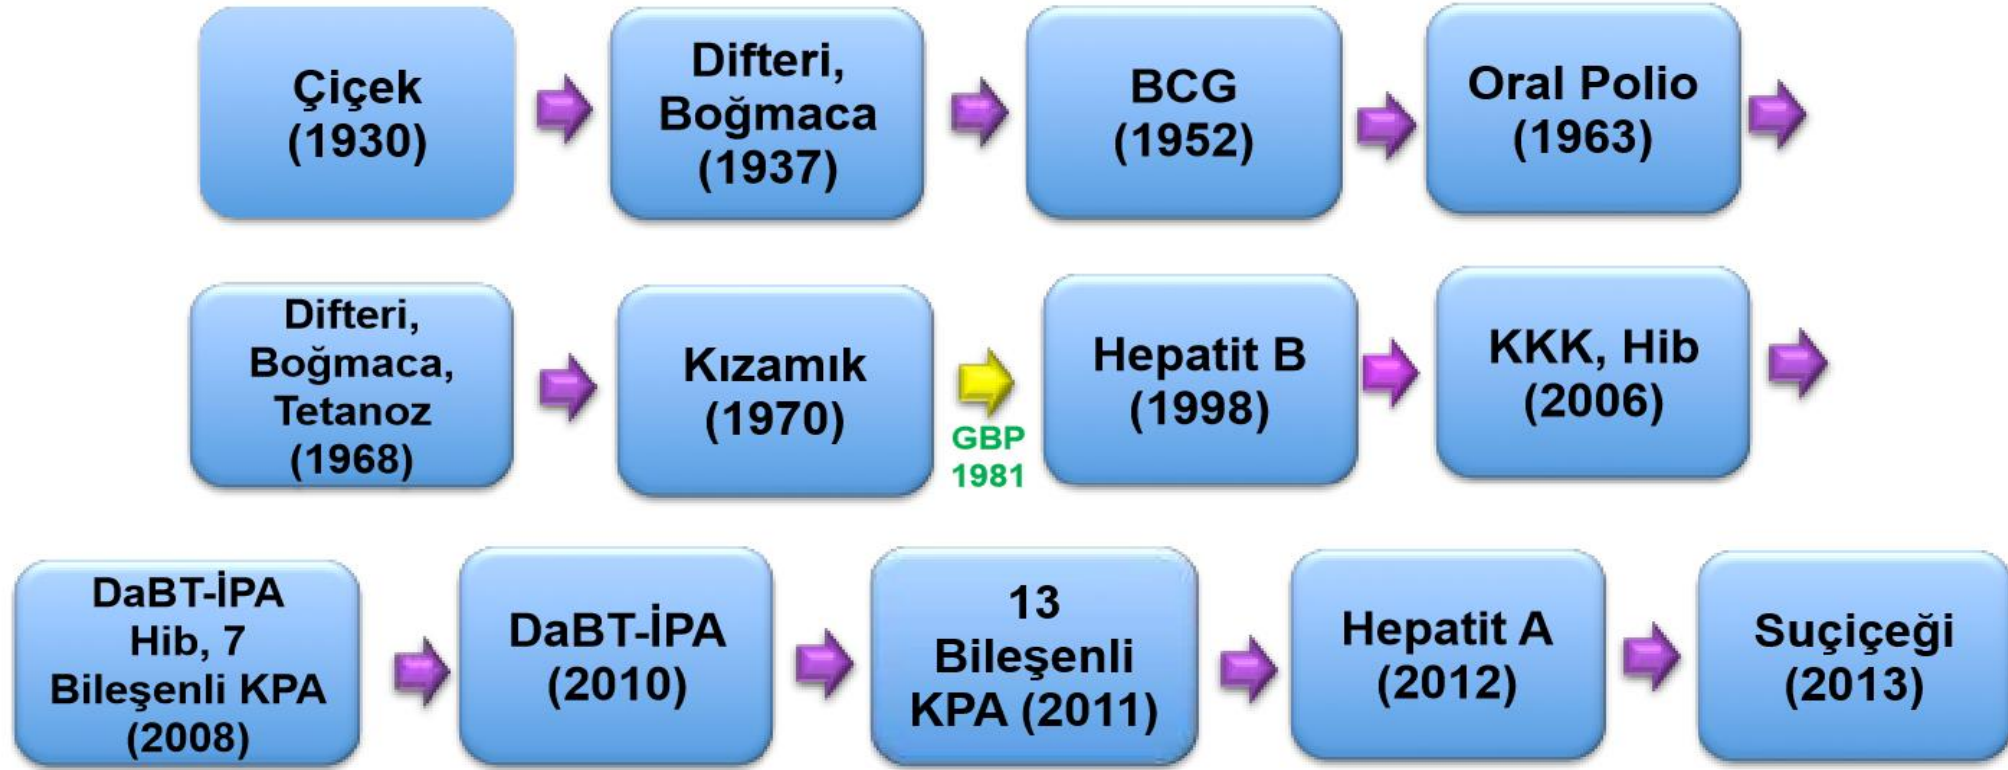 Çiçek
(1930)
Difteri,
Boğmaca
(1937)
BCG
(1952)
Oral Polio
(1963)
Difteri,
Boğmaca,
Tetanoz
(1968)
Kızamık
(1970)
GBP
1981
Hepatit B
(1998)
KKK, Hib
(2006)
DaBT-İPA
Hib, 7
Bileşenli KPA
(2008)
DaBT-İPA
(2010)
13
Bileşenli
KPA (2011)
Hepatit A
(2012)
Suçiçeği
(2013)